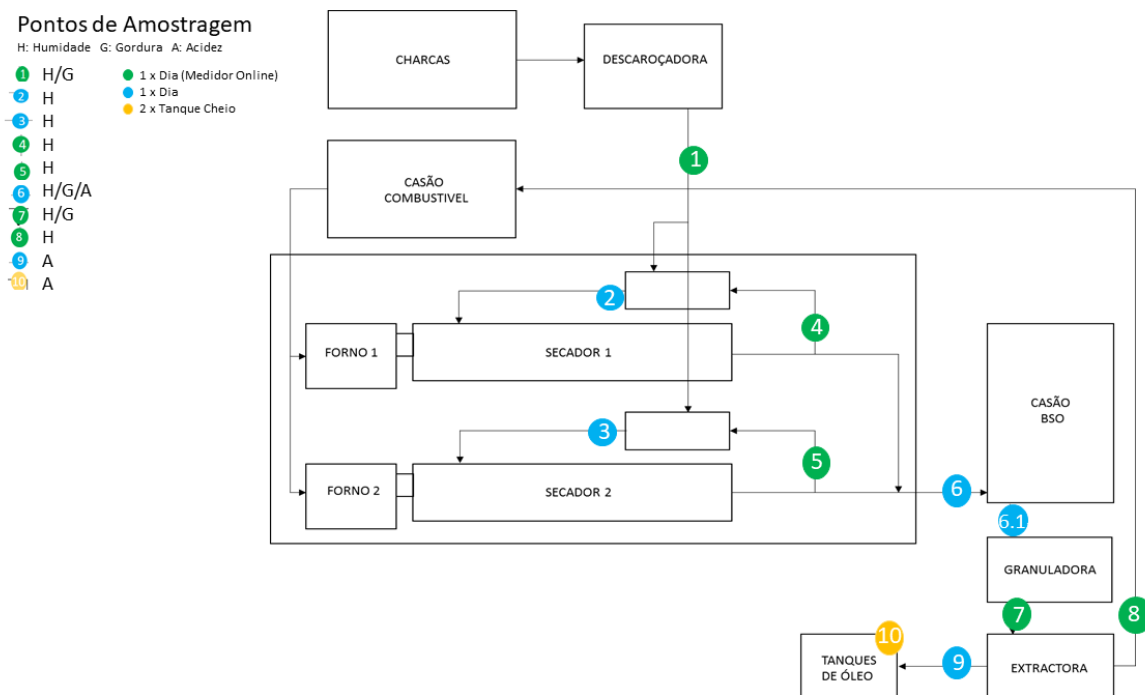 Pontos de Amostragem
H: Humidade G: Gordura A: Acidez
1 H/G
2 H
3 H
4 H
5 H
6 H/G/A
7 H/G
8 H
9 A
10 A
1 x Dia (Medidor Online)
1 x Dia
2 x Tanque Cheio
CHARCAS
DESCAROÇADORA
1
CASÃO
COMBUSTIVEL
2
4
FORNO 1
SECADOR 1
3
5
FORNO 2
SECADOR 2
CASÃO
BSO
6
6.1
GRANULADORA
7
8
10
TANQUES
DE ÓLEO
9
EXTRACTORA